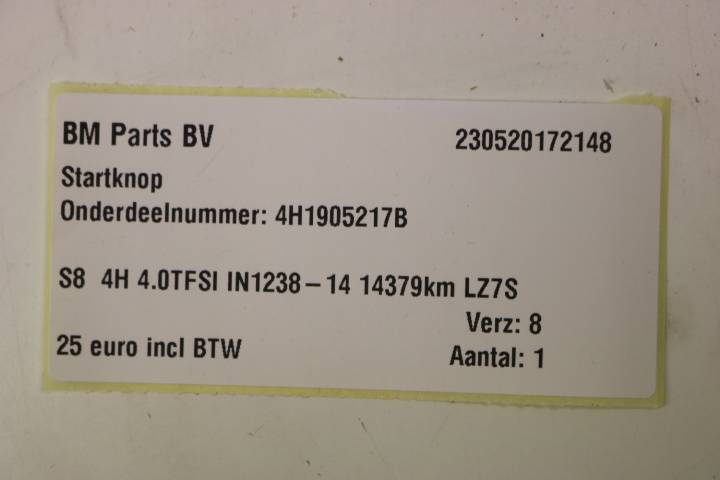 BM Parts BV 230520172148
Startknop
Onderdeelnummer: 4H1905217B
S8 4H 4.0TFSI IN1238-14 14379km LZ7S
Verz: 8
25 euro incl BTW Aantal: 1